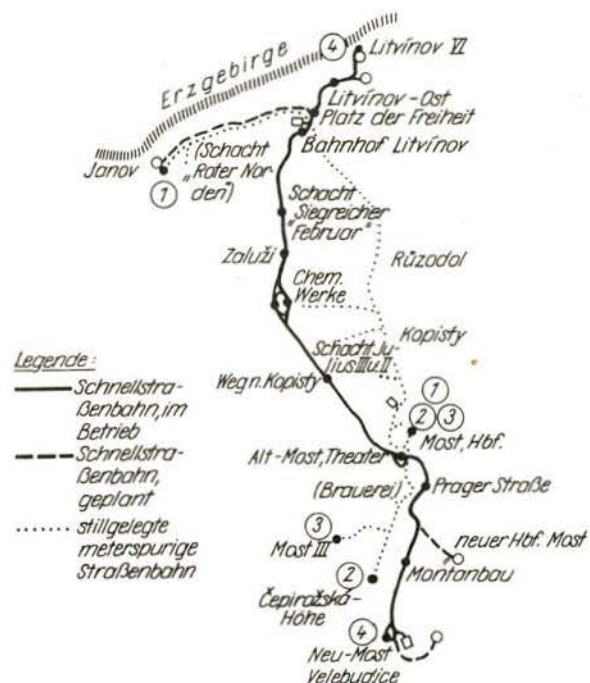 Erzgebirge
④
Litvínov VI
Litvínov-Ost
Platz der Freiheit
Bahnhof Litvínov
Janov
①
(Schacht
"Roter Nor-
den")
Schacht
"Siegreicher
Februar"
Zaluži
Růžodol
Chem.
Werke
Kopisty
Schacht Ju-
lius III u. II
Weg n. Kopisty
①
② ③
Most, Hbf.
Alt-Most, Theater
(Brauerei)
Prager Straße
③
Most III
neuer Hbf. Most
②
Čepiražská-
Höhe
Montanbau
④
Neu-Most
Velebudice
Legende:
Schnellstra-
ßenbahn, im
Betrieb
Schnellstra-
ßenbahn,
geplant
stillgelegte
meterspurige
Straßenbahn